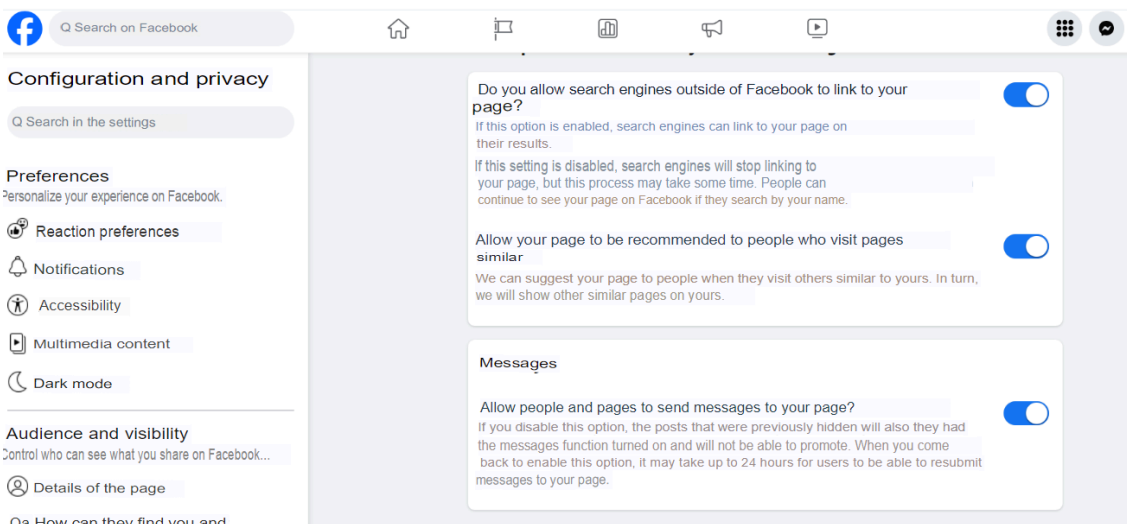 Search on Facebook
Configuration and privacy
Search in the settings
Preferences
Personalize your experience on Facebook.
Reaction preferences
Notifications
Accessibility
Multimedia content
Dark mode
Audience and visibility
Control who can see what you share on Facebook...
Details of the page
How can they find you and
Do you allow search engines outside of Facebook to link to your
page?
If this option is enabled, search engines can link to your page on
their results.
If this setting is disabled, search engines will stop linking to
your page, but this process may take some time. People can
continue to see your page on Facebook if they search by your name.
Allow your page to be recommended to people who visit pages
similar
We can suggest your page to people when they visit others similar to yours. In turn,
we will show other similar pages on yours.
Messages
Allow people and pages to send messages to your page?
If you disable this option, the posts that were previously hidden will also they had
the messages function turned on and will not be able to promote. When you come
back to enable this option, it may take up to 24 hours for users to be able to resubmit
messages to your page.